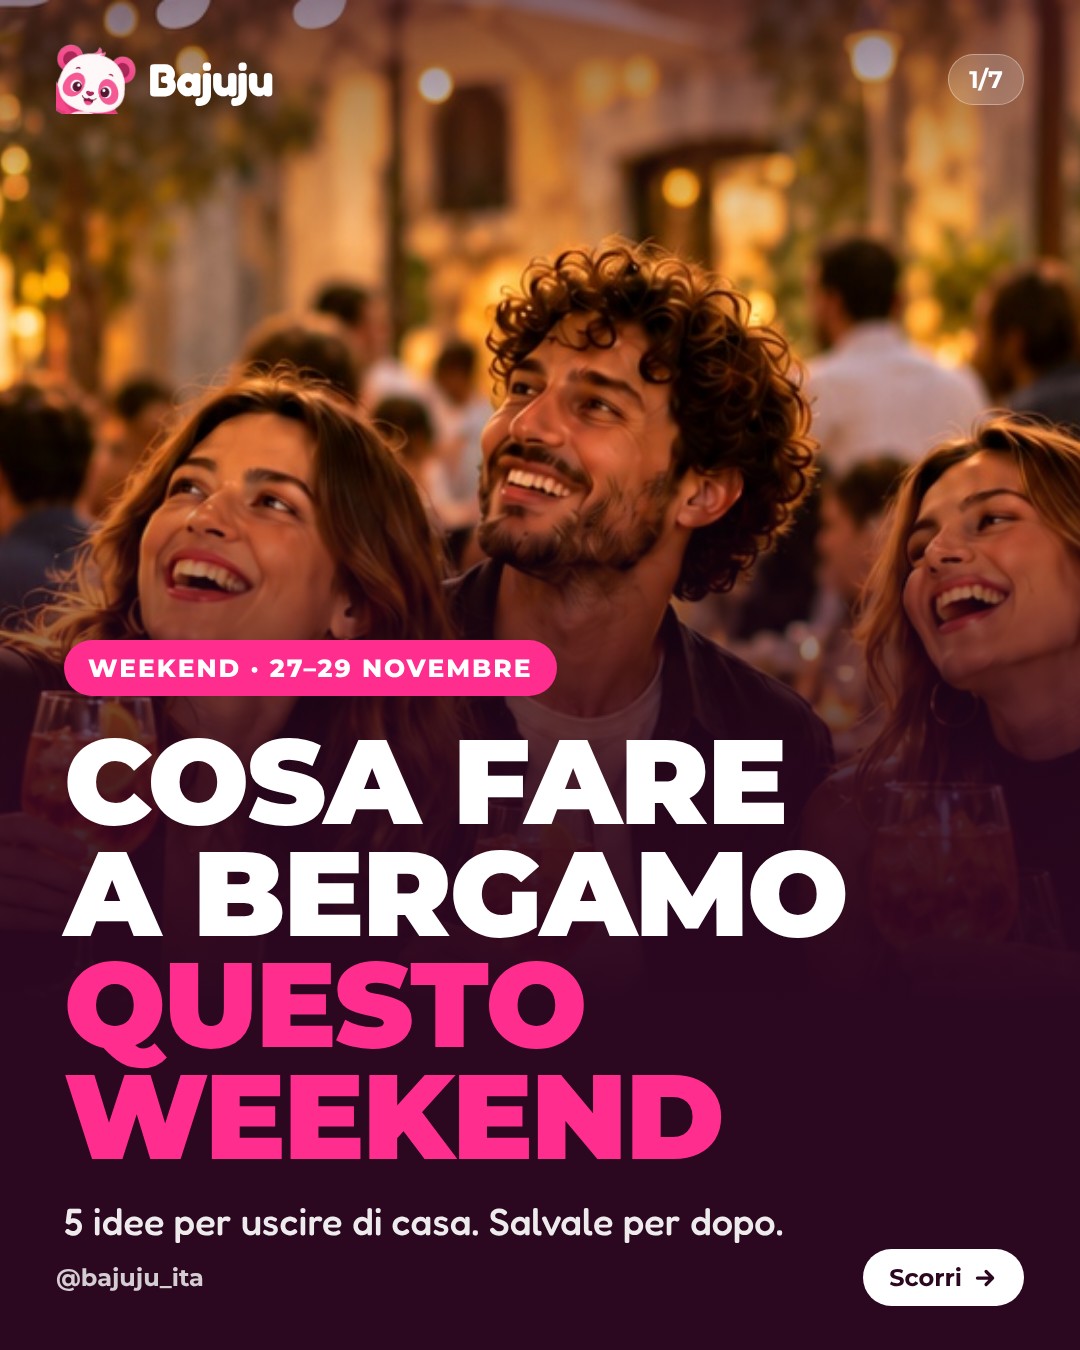 Bajuju
1/7
WEEKEND · 27–29 NOVEMBRE
COSA FARE
A BERGAMO
QUESTO
WEEKEND
5 idee per uscire di casa. Salvale per dopo.
@bajuju_ita
Scorri →